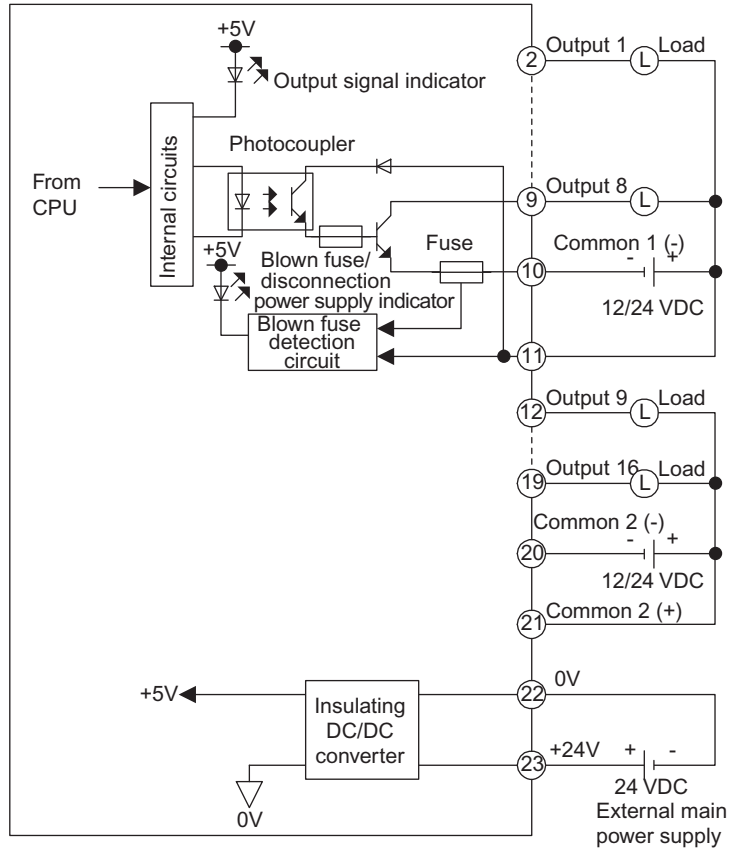 +5V
2
Output 1
L
Load
Output signal indicator
Photocoupler
From
CPU
Internal circuits
9
Output 8
L
+5V
Fuse
Common 1 (-)
Blown fuse/
disconnection
power supply indicator
10
- +
12/24 VDC
Blown fuse
detection
circuit
11
12
Output 9
L
Load
19
Output 16
L
Load
Common 2 (-)
20
- +
12/24 VDC
21
Common 2 (+)
22
0V
+5V
Insulating
DC/DC
converter
23
+24V
+ -
24 VDC
External main
power supply
0V